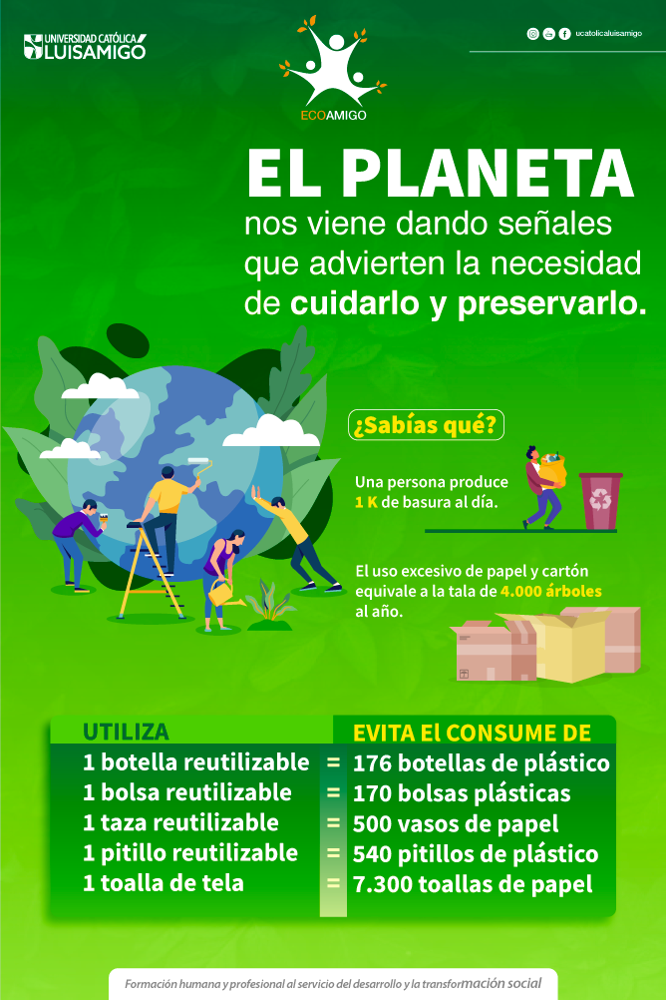 UNIVERSIDAD CATÓLICA
LUIS AMIGÓ
ucatolicaluisamigo
ECOAMIGO
EL PLANETA
nos viene dando señales
que advierten la necesidad
de cuidarlo y preservarlo.
¿Sabías qué?
Una persona produce
1 K de basura al día.
El uso excesivo de papel y cartón
equivale a la tala de 4.000 árboles
al año.
UTILIZA EVITA El CONSUME DE
1 botella reutilizable = 176 botellas de plástico
1 bolsa reutilizable = 170 bolsas plásticas
1 taza reutilizable = 500 vasos de papel
1 pitillo reutilizable = 540 pitillos de plástico
1 toalla de tela = 7.300 toallas de papel
Formación humana y profesional al servicio del desarrollo y la transformación social